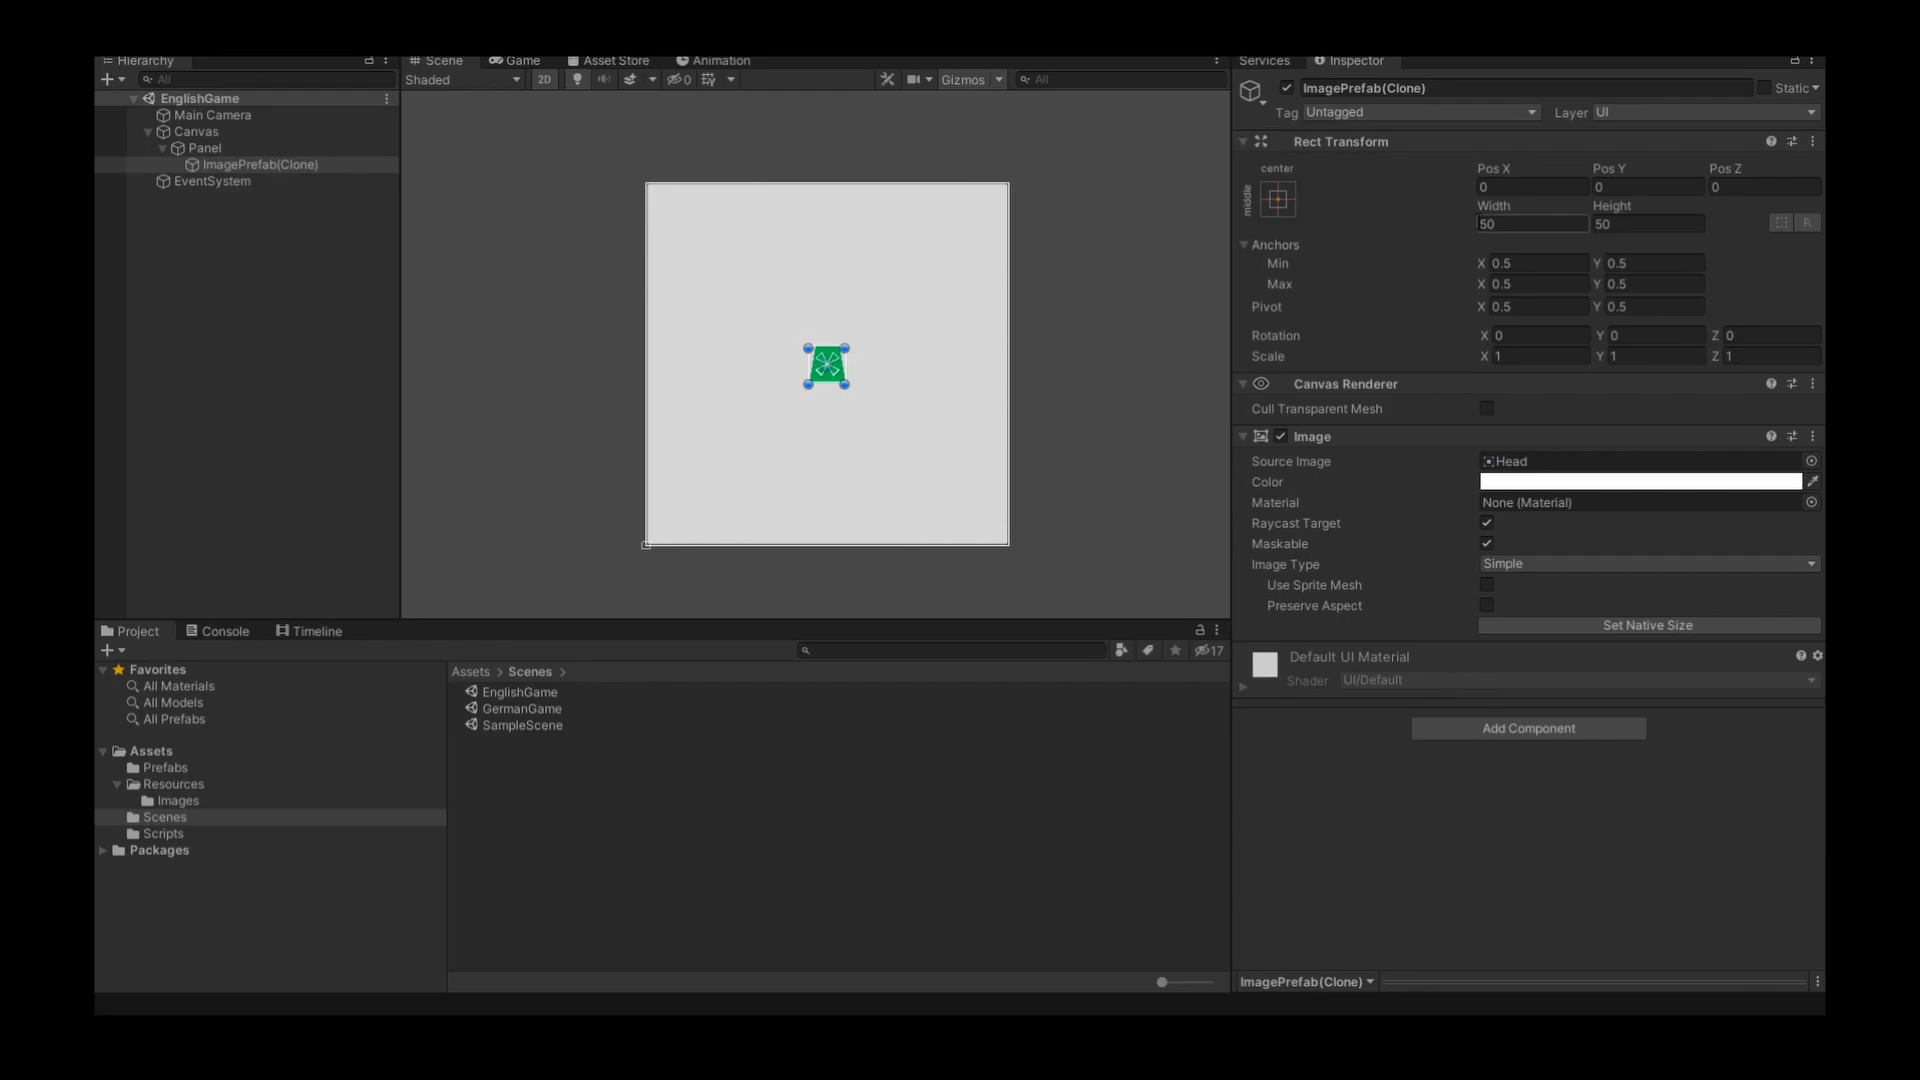 Hierarchy
All
EnglishGame
Main Camera
Canvas
Panel
ImagePrefab(Clone)
EventSystem
Scene Game Asset Store Animation
Shaded 2D 0 Gizmos All
Services Inspector
ImagePrefab(Clone) Static
Tag Untagged Layer UI
Rect Transform
center
middle
Pos X Pos Y Pos Z
0 0 0
Width Height
50 50 R
Anchors
Min X 0.5 Y 0.5
Max X 0.5 Y 0.5
Pivot X 0.5 Y 0.5
Rotation X 0 Y 0 Z 0
Scale X 1 Y 1 Z 1
Canvas Renderer
Cull Transparent Mesh
Image
Source Image Head
Color
Material None (Material)
Raycast Target
Maskable
Image Type Simple
Use Sprite Mesh
Preserve Aspect
Set Native Size
Default UI Material
Shader UI/Default
Add Component
ImagePrefab(Clone)
Project Console Timeline
17
Favorites
All Materials
All Models
All Prefabs
Assets
Prefabs
Resources
Images
Scenes
Scripts
Packages
Assets > Scenes >
EnglishGame
GermanGame
SampleScene